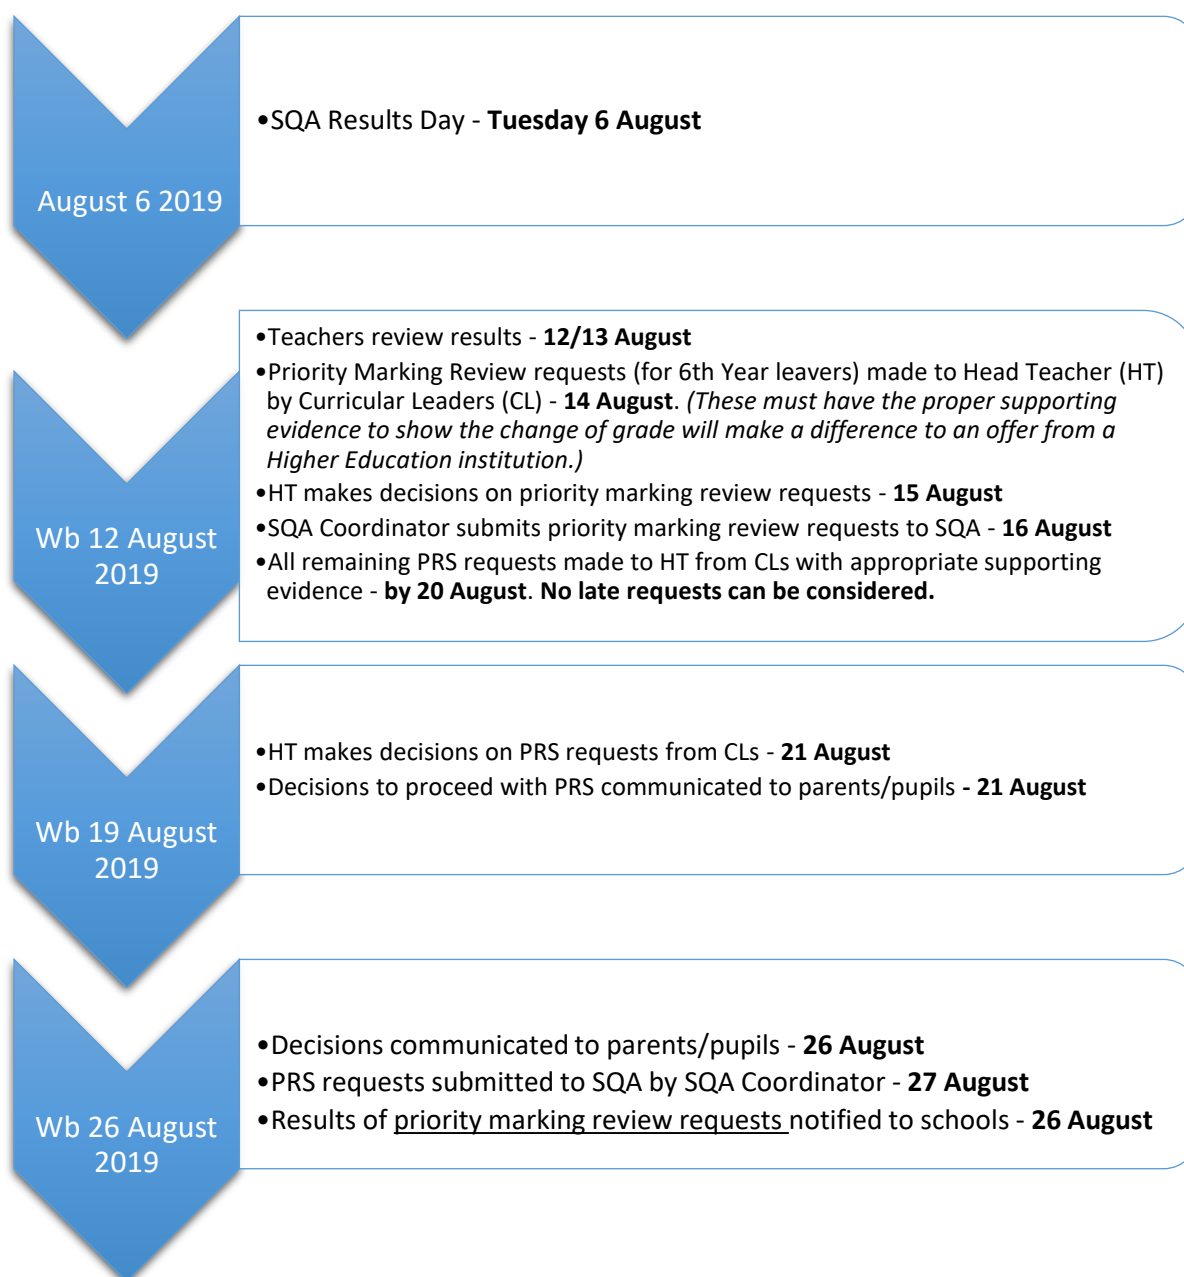 August 6 2019
•SQA Results Day - Tuesday 6 August
Wb 12 August
2019
•Teachers review results - 12/13 August
•Priority Marking Review requests (for 6th Year leavers) made to Head Teacher (HT)
by Curricular Leaders (CL) - 14 August. (These must have the proper supporting
evidence to show the change of grade will make a difference to an offer from a
Higher Education institution.)
•HT makes decisions on priority marking review requests - 15 August
•SQA Coordinator submits priority marking review requests to SQA - 16 August
•All remaining PRS requests made to HT from CLs with appropriate supporting
evidence - by 20 August. No late requests can be considered.
Wb 19 August
2019
•HT makes decisions on PRS requests from CLs - 21 August
•Decisions to proceed with PRS communicated to parents/pupils - 21 August
Wb 26 August
2019
•Decisions communicated to parents/pupils - 26 August
•PRS requests submitted to SQA by SQA Coordinator - 27 August
•Results of priority marking review requests notified to schools - 26 August